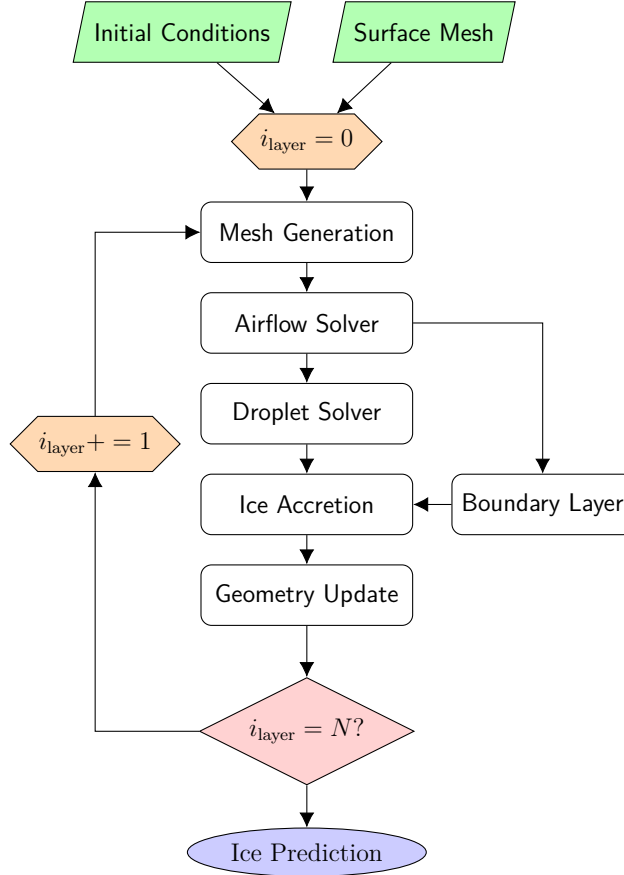 Initial Conditions
Surface Mesh
i_layer = 0
Mesh Generation
Airflow Solver
Droplet Solver
i_layer+ = 1
Ice Accretion
Boundary Layer
Geometry Update
i_layer = N?
Ice Prediction